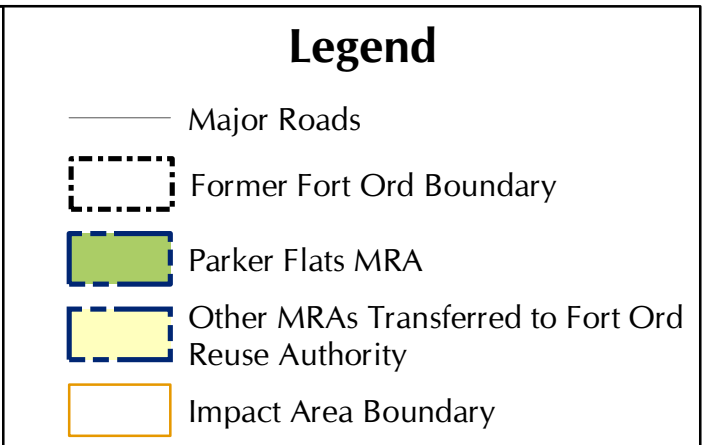 Legend
Major Roads
Former Fort Ord Boundary
Parker Flats MRA
Other MRAs Transferred to Fort Ord
Reuse Authority
Impact Area Boundary